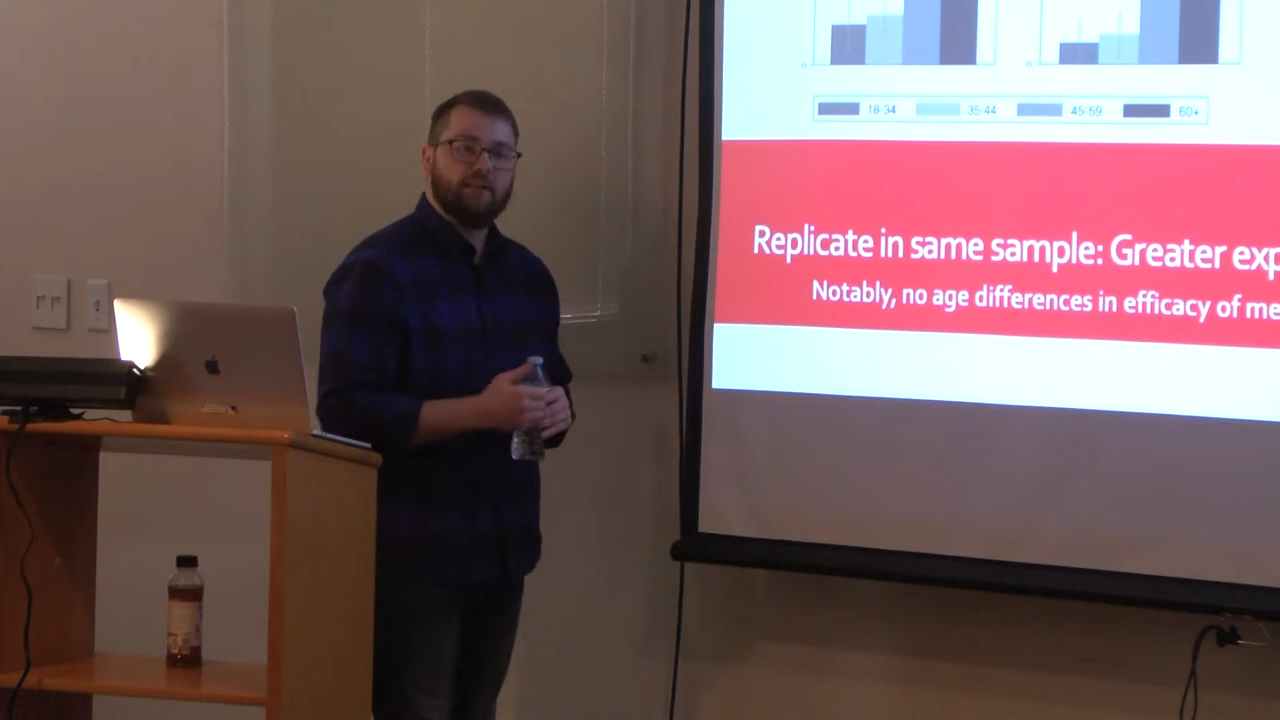 18-34 35-44 45-59 60+
Replicate in same sample: Greater exp
Notably, no age differences in efficacy of me